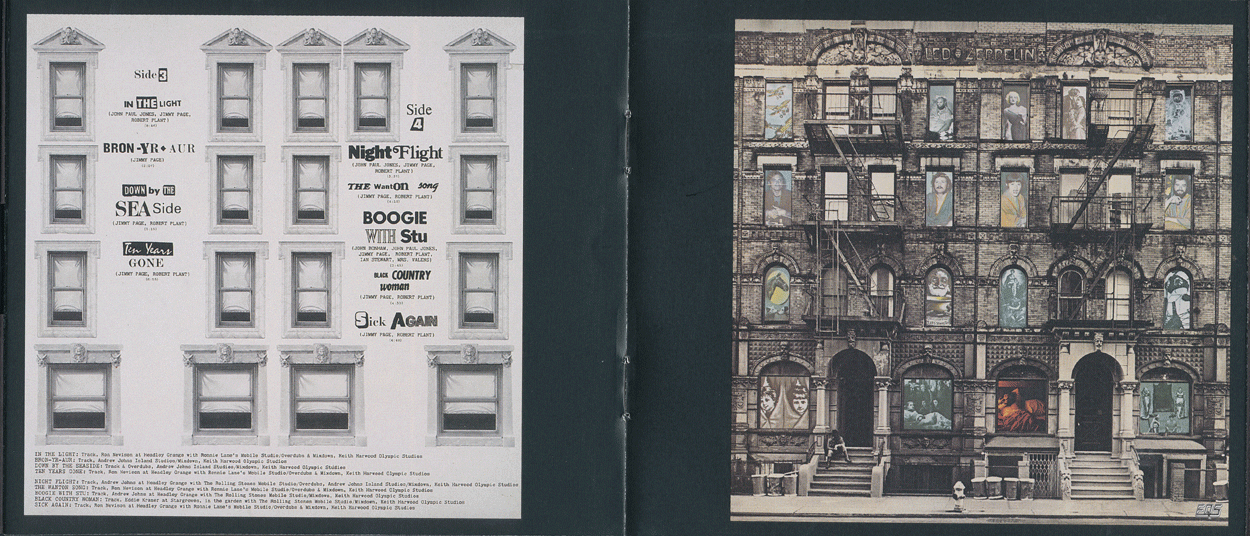 Side 3
IN THE LIGHT
(JOHN PAUL JONES, JIMMY PAGE,
ROBERT PLANT)
BRON-YR-AUR
(JIMMY PAGE)
DOWN by THE
SEA Side
(JIMMY PAGE, ROBERT PLANT)
Ten Years
GONE
(JIMMY PAGE, ROBERT PLANT)
Side
4
Night Flight
(JOHN PAUL JONES, JIMMY PAGE,
ROBERT PLANT)
THE WantON song
(JIMMY PAGE, ROBERT PLANT)
BOOGIE
WITH Stu
(JOHN BONHAM, JOHN PAUL JONES,
JIMMY PAGE, ROBERT PLANT,
IAN STEWART, MRS. VALENS)
BLACK COUNTRY
woman
(JIMMY PAGE, ROBERT PLANT)
Sick AGAIN
(JIMMY PAGE, ROBERT PLANT)
IN THE LIGHT: Track, Ron Nevison at Headley Grange with Ronnie Lane's Mobile Studio/Overdubs & Mixdown, Keith Harwood Olympic Studios
BRON-YR-AUR: Track, Andrew Johns Island Studios/Mixdown, Keith Harwood Olympic Studios
DOWN BY THE SEASIDE: Track & Overdubs, Andrew Johns Island Studios/Mixdown, Keith Harwood Olympic Studios
TEN YEARS GONE: Track, Ron Nevison at Headley Grange with Ronnie Lane's Mobile Studio/Overdubs & Mixdown, Keith Harwood Olympic Studios
NIGHT FLIGHT: Track, Andrew Johns at Headley Grange with The Rolling Stones Mobile Studio/Overdubs, Andrew Johns Island Studios/Mixdown, Keith Harwood Olympic Studios
THE WANTON SONG: Track, Ron Nevison at Headley Grange with Ronnie Lane's Mobile Studio/Overdubs & Mixdown, Keith Harwood Olympic Studios
BOOGIE WITH STU: Track, Andrew Johns at Headley Grange with The Rolling Stones Mobile Studio/Mixdown, Keith Harwood Olympic Studios
BLACK COUNTRY WOMAN: Track, Eddie Kramer at Stargroves, in the garden with The Rolling Stones Mobile Studio/Mixdown, Keith Harwood Olympic Studios
SICK AGAIN: Track, Ron Nevison at Headley Grange with Ronnie Lane's Mobile Studio/Overdubs & Mixdown, Keith Harwood Olympic Studios
LED ZEPPELIN